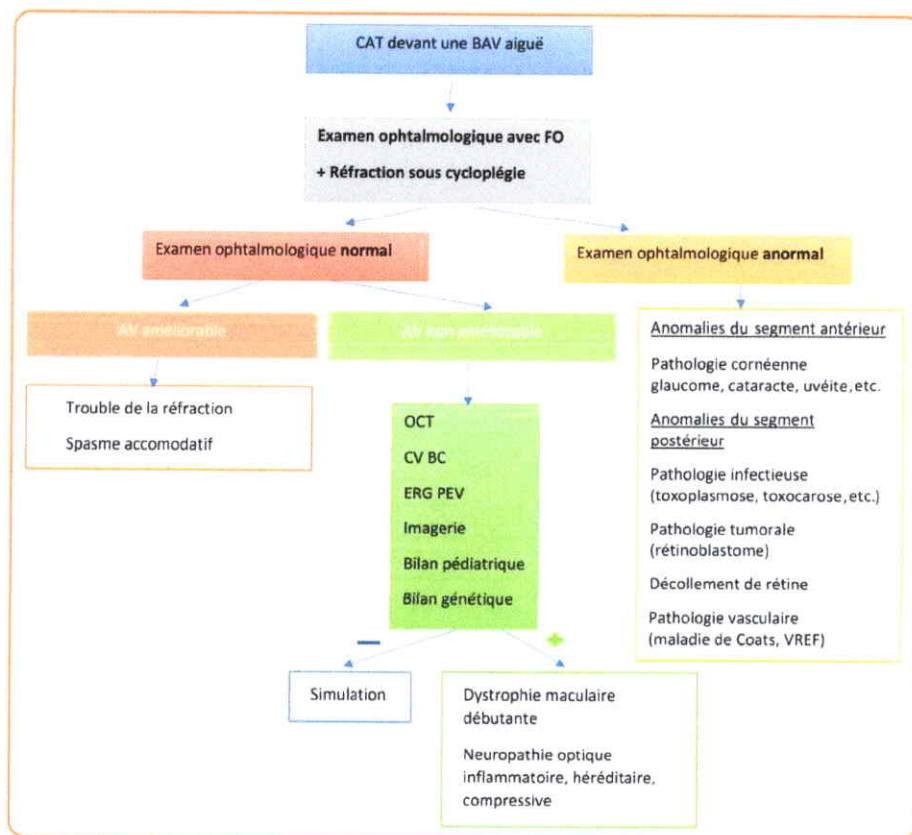 CAT devant une BAV aiguë
Examen ophtalmologique avec FO
+ Réfraction sous cycloplégie
Examen ophtalmologique normal
Examen ophtalmologique anormal
AV améliorable
AV non améliorable
Trouble de la réfraction
Spasme accomodatif
OCT
CV BC
ERG PEV
Imagerie
Bilan pédiatrique
Bilan génétique
–
+
Simulation
Dystrophie maculaire
débutante
Neuropathie optique
inflammatoire, héréditaire,
compressive
Anomalies du segment antérieur
Pathologie cornéenne
glaucome, cataracte, uvéite, etc.
Anomalies du segment
postérieur
Pathologie infectieuse
(toxoplasmose, toxocarose, etc.)
Pathologie tumorale
(rétinoblastome)
Décollement de rétine
Pathologie vasculaire
(maladie de Coats, VREF)